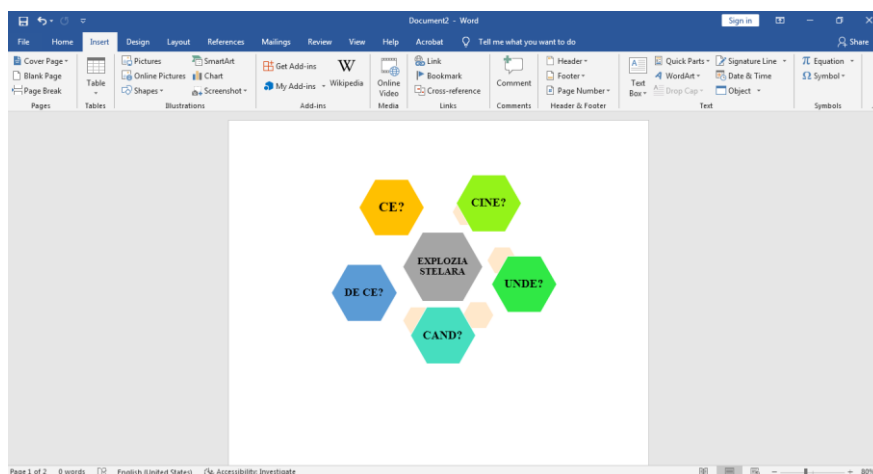 Document2 - Word
Sign in
File Home Insert Design Layout References Mailings Review View Help Acrobat Tell me what you want to do Share
Cover Page
Blank Page
Page Break
Pages
Table
Tables
Pictures
Online Pictures
Shapes
SmartArt
Chart
Screenshot
Illustrations
Get Add-ins
My Add-ins
W
Wikipedia
Add-ins
Online
Video
Media
Link
Bookmark
Cross-reference
Links
Comment
Comments
Header
Footer
Page Number
Header & Footer
A
Text
Box
Quick Parts
WordArt
Drop Cap
Signature Line
Date & Time
Object
Text
π Equation
Ω Symbol
Symbols
CE?
CINE?
EXPLOZIA
STELARA
DE CE?
UNDE?
CAND?
Page 1 of 2 0 words English (United States) Accessibility: Investigate 80%